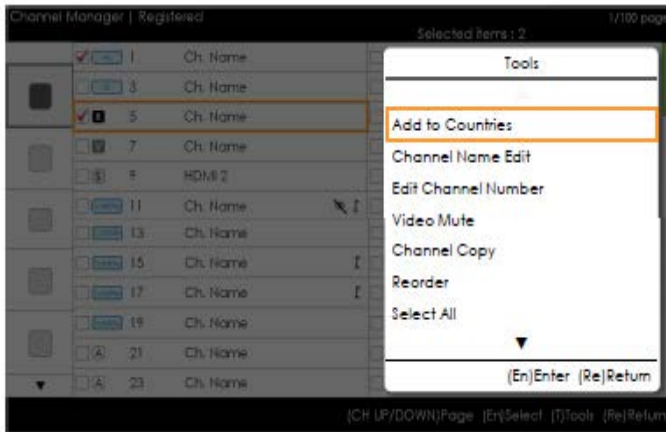 Channel Manager | Registered
1/100 page
Selected items : 2
1 Ch. Name
3 Ch. Name
5 Ch. Name
7 Ch. Name
9 HDMI 2
11 Ch. Name
13 Ch. Name
15 Ch. Name
17 Ch. Name
19 Ch. Name
A 21 Ch. Name
A 23 Ch. Name
Tools
Add to Countries
Channel Name Edit
Edit Channel Number
Video Mute
Channel Copy
Reorder
Select All
▼
(En)Enter (Re)Return
(CH UP/DOWN)Page (En)Select (T)Tools (Re)Return